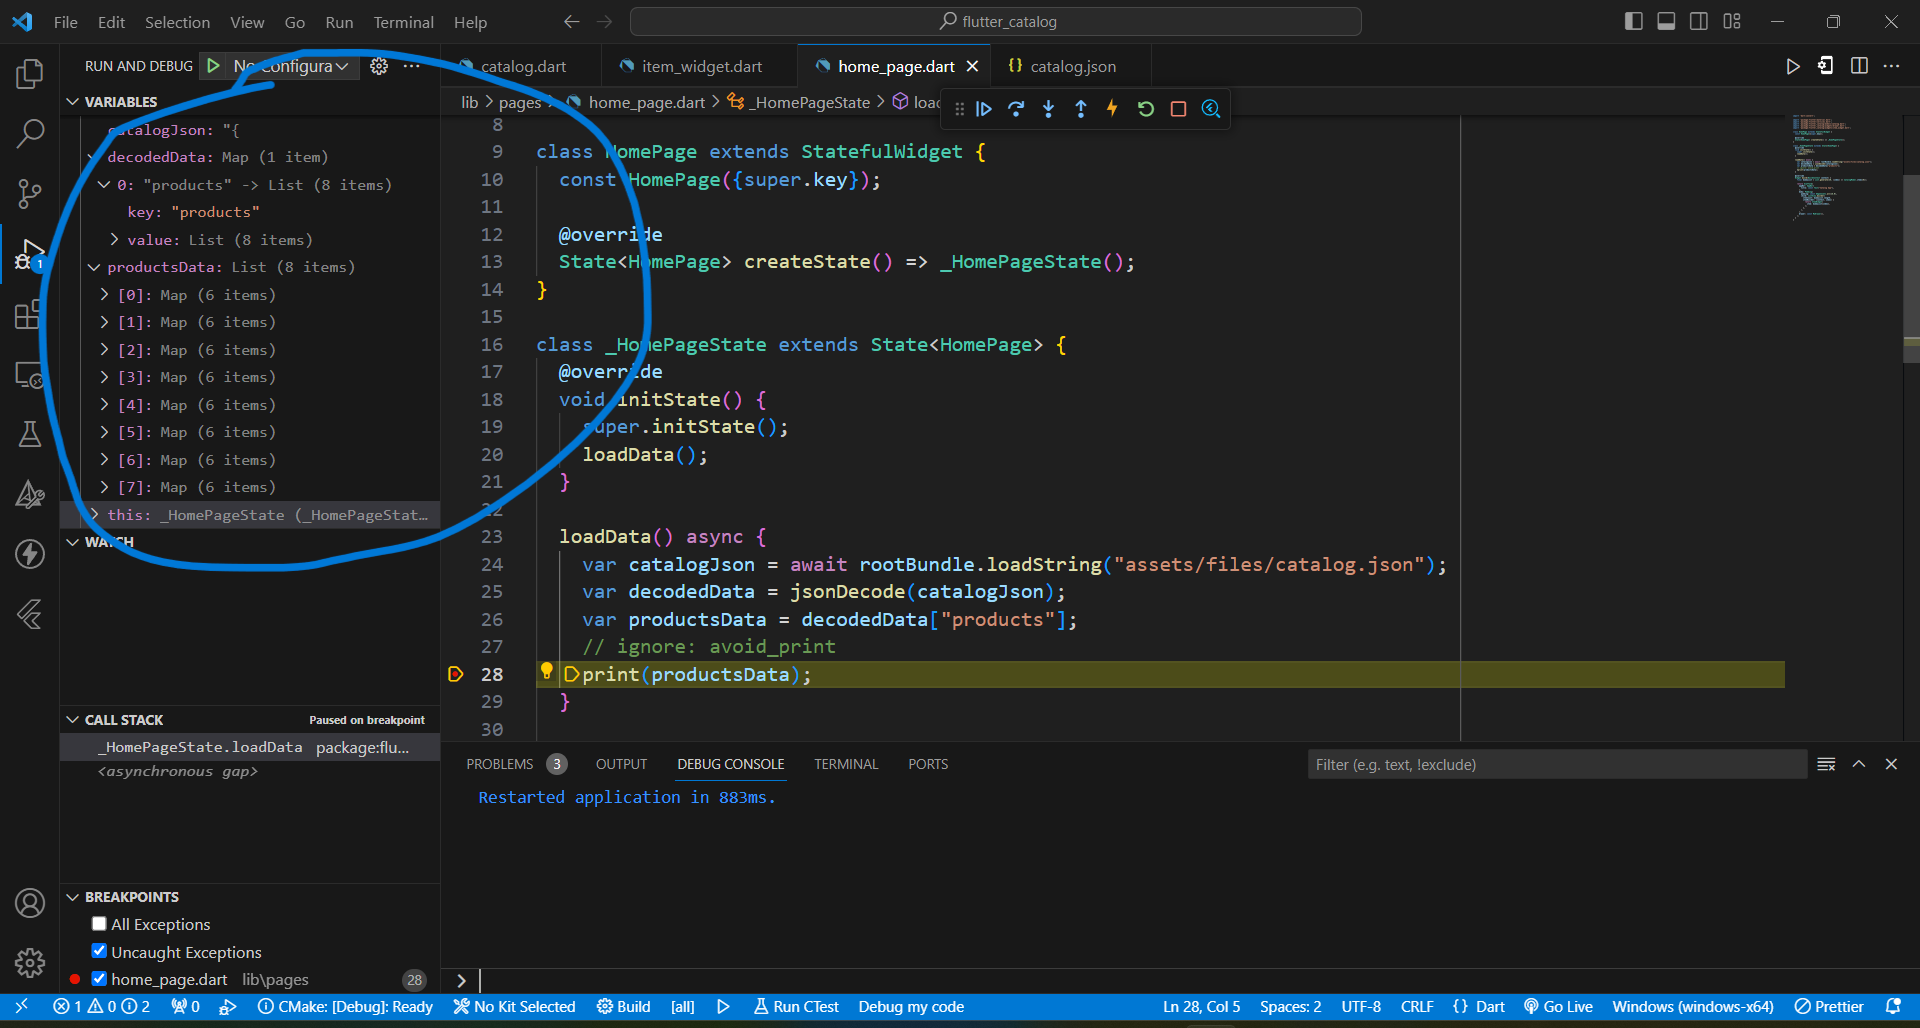 File Edit Selection View Go Run Terminal Help
flutter_catalog
RUN AND DEBUG
No Configura
catalog.dart
item_widget.dart
home_page.dart
{} catalog.json
lib > pages > home_page.dart > _HomePageState > loa
VARIABLES
catalogJson: "{
decodedData: Map (1 item)
0: "products" -> List (8 items)
key: "products"
value: List (8 items)
productsData: List (8 items)
[0]: Map (6 items)
[1]: Map (6 items)
[2]: Map (6 items)
[3]: Map (6 items)
[4]: Map (6 items)
[5]: Map (6 items)
[6]: Map (6 items)
[7]: Map (6 items)
this: _HomePageState (_HomePageStat…
WATCH
CALL STACK
Paused on breakpoint
_HomePageState.loadData package:flu...
<asynchronous gap>
BREAKPOINTS
All Exceptions
Uncaught Exceptions
home_page.dart lib\pages 28
8
9 class HomePage extends StatefulWidget {
10 const HomePage({super.key});
11
12 @override
13 State<HomePage> createState() => _HomePageState();
14 }
15
16 class _HomePageState extends State<HomePage> {
17 @override
18 void initState() {
19 super.initState();
20 loadData();
21 }
22
23 loadData() async {
24 var catalogJson = await rootBundle.loadString("assets/files/catalog.json");
25 var decodedData = jsonDecode(catalogJson);
26 var productsData = decodedData["products"];
27 // ignore: avoid_print
28 print(productsData);
29 }
30
PROBLEMS 3 OUTPUT DEBUG CONSOLE TERMINAL PORTS
Filter (e.g. text, !exclude)
Restarted application in 883ms.
>
1 0 2 0 CMake: [Debug]: Ready No Kit Selected Build [all] Run CTest Debug my code
Ln 28, Col 5 Spaces: 2 UTF-8 CRLF {} Dart Go Live Windows (windows-x64) Prettier